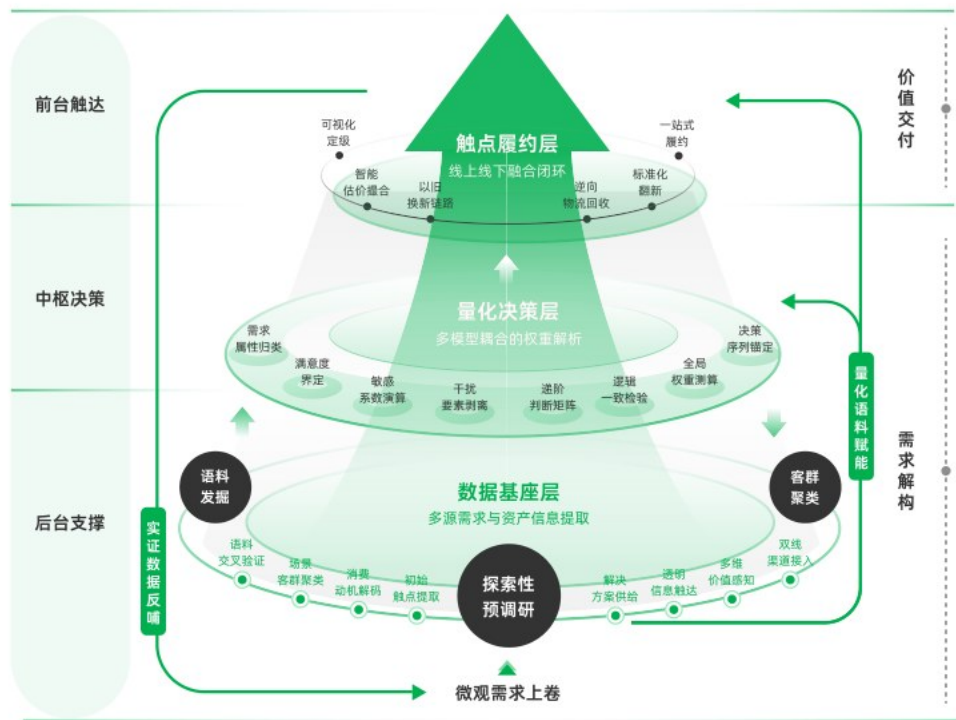 前台触达
中枢决策
后台支撑
价值交付
需求解构
触点履约层
线上线下融合闭环
可视化
定级
智能
估价撮合
以旧
换新链路
逆向
物流回收
标准化
翻新
一站式
履约
量化决策层
多模型耦合的权重解析
需求
属性归类
满意度
界定
敏感
系数演算
干扰
要素剥离
递阶
判断矩阵
逻辑
一致检验
全局
权重测算
决策
序列锚定
语料
发掘
客群
聚类
数据基座层
多源需求与资产信息提取
语料
交叉验证
场景
客群聚类
消费
动机解码
初始
触点提取
探索性
预调研
解决
方案供给
透明
信息触达
多维
价值感知
双线
渠道接入
实证数据反哺
量化语料赋能
微观需求上卷